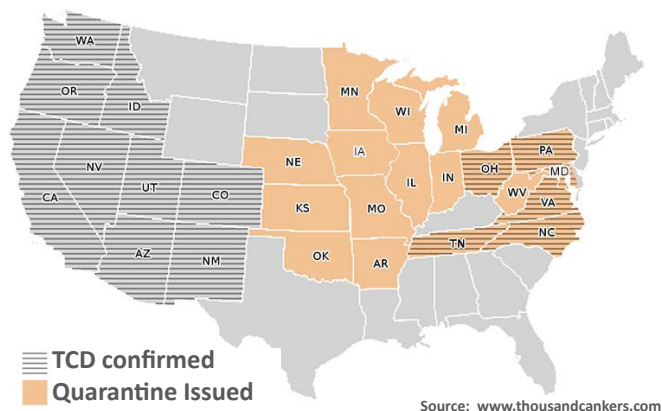 WA
OR
ID
MN
WI
MI
NV
NE
IA
PA
OH
MD
UT
CO
IL
IN
WV
VA
CA
KS
MO
NC
TN
AZ
NM
OK
AR
TCD confirmed
Quarantine Issued
Source: www.thousandcankers.com